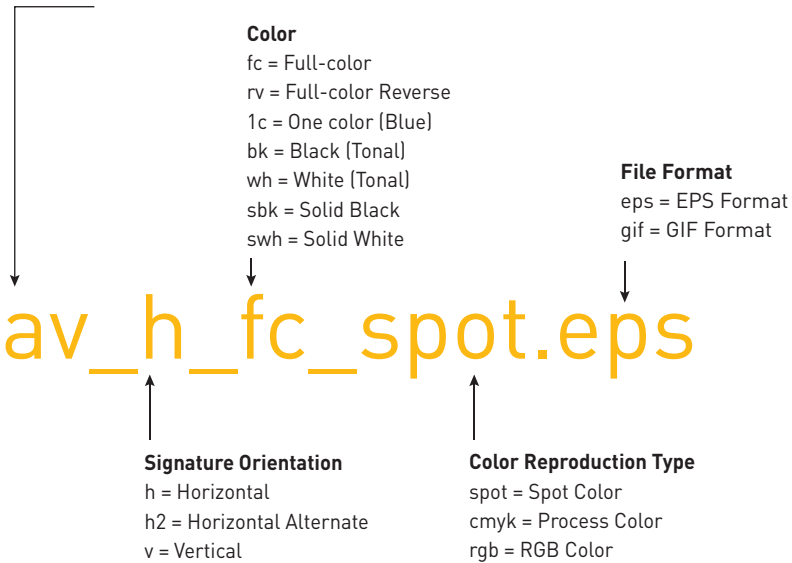 Color
fc = Full-color
rv = Full-color Reverse
1c = One color (Blue)
bk = Black (Tonal)
wh = White (Tonal)
sbk = Solid Black
swh = Solid White
File Format
eps = EPS Format
gif = GIF Format
av_h_fc_spot.eps
Signature Orientation
h = Horizontal
h2 = Horizontal Alternate
v = Vertical
Color Reproduction Type
spot = Spot Color
cmyk = Process Color
rgb = RGB Color